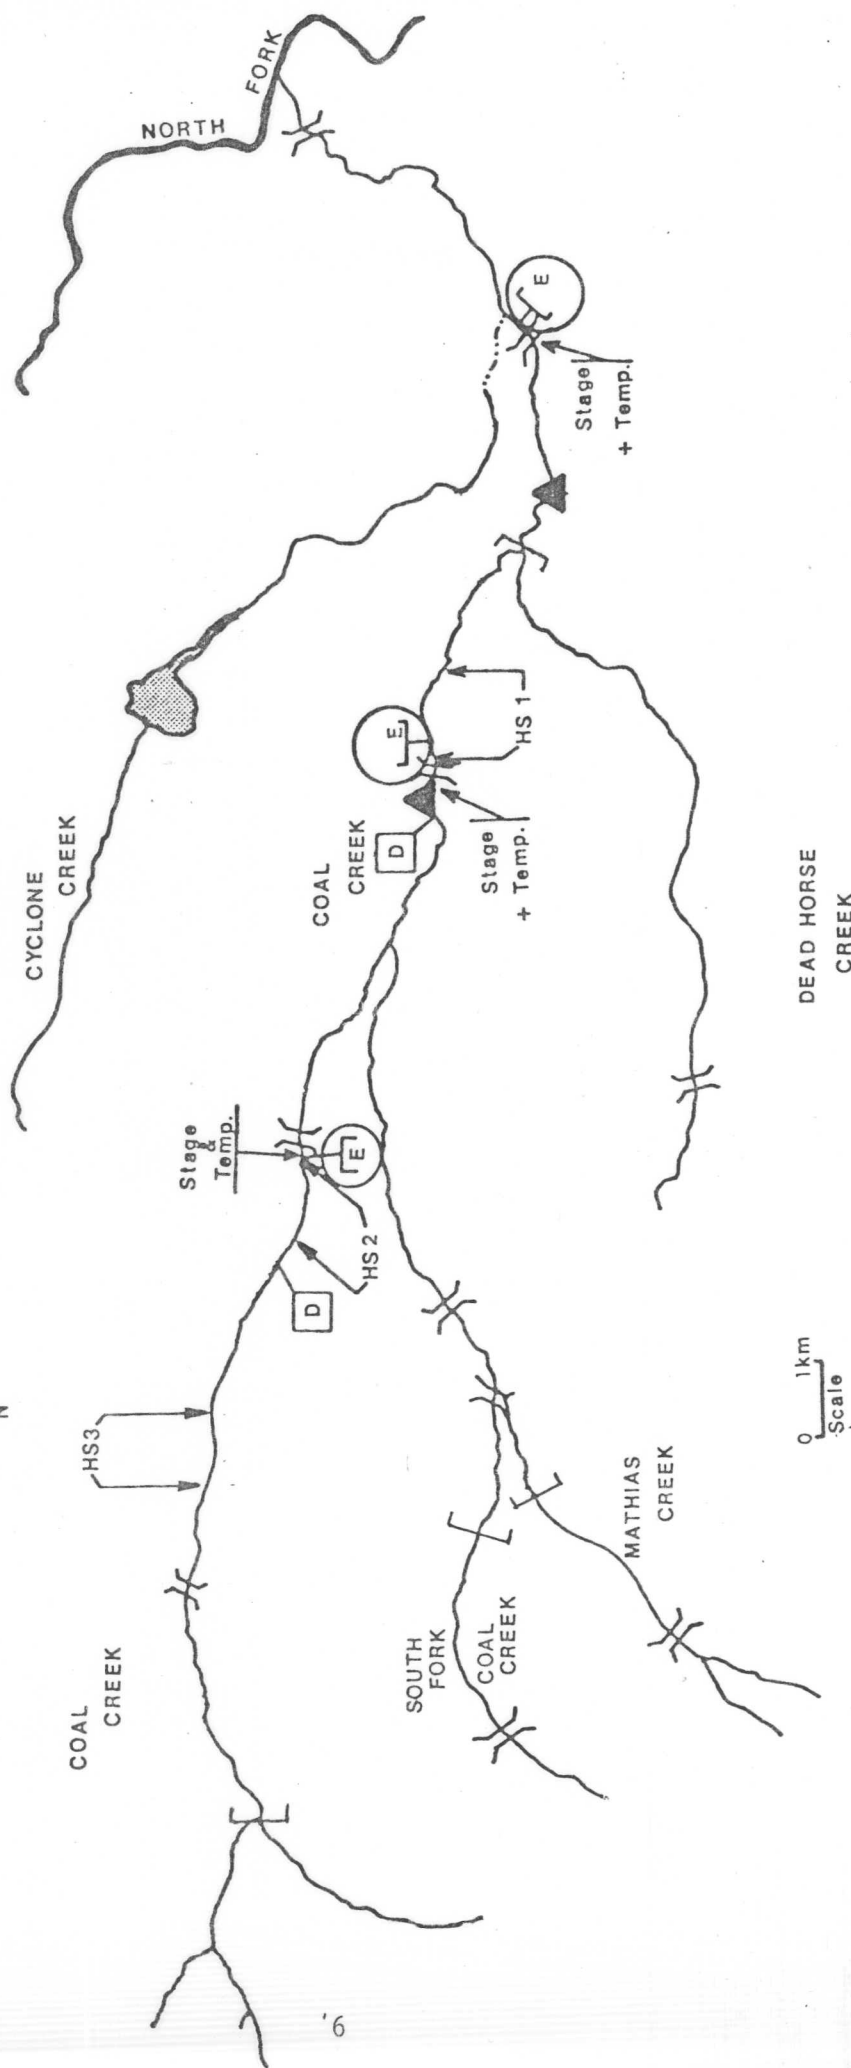 NORTH
FORK
CYCLONE
CREEK
E
Stage
+ Temp.
COAL
CREEK
E
HS 1
D
Stage
+ Temp.
Stage
&
Temp.
E
HS 2
D
DEAD HORSE
CREEK
N
HS3
COAL
CREEK
SOUTH
FORK
COAL
CREEK
MATHIAS
CREEK
0 1km
Scale
9.